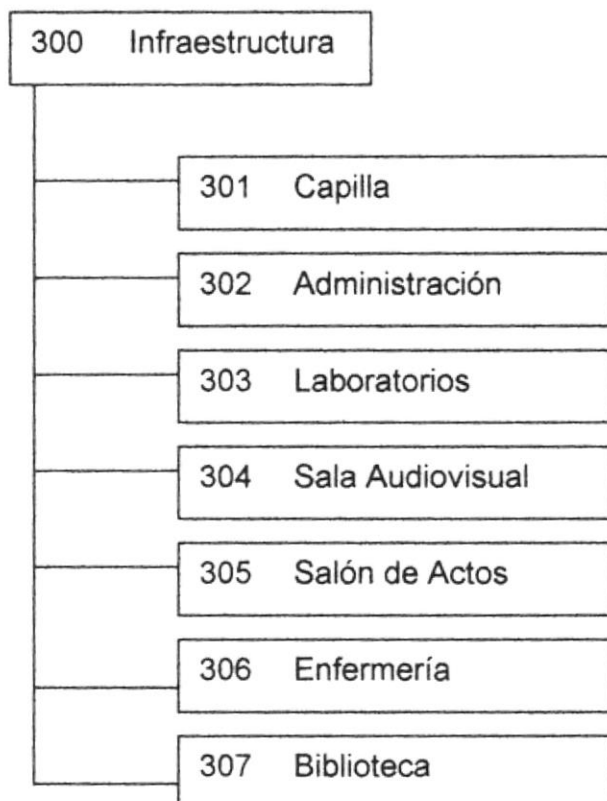 300 Infraestructura
301 Capilla
302 Administración
303 Laboratorios
304 Sala Audiovisual
305 Salón de Actos
306 Enfermería
307 Biblioteca